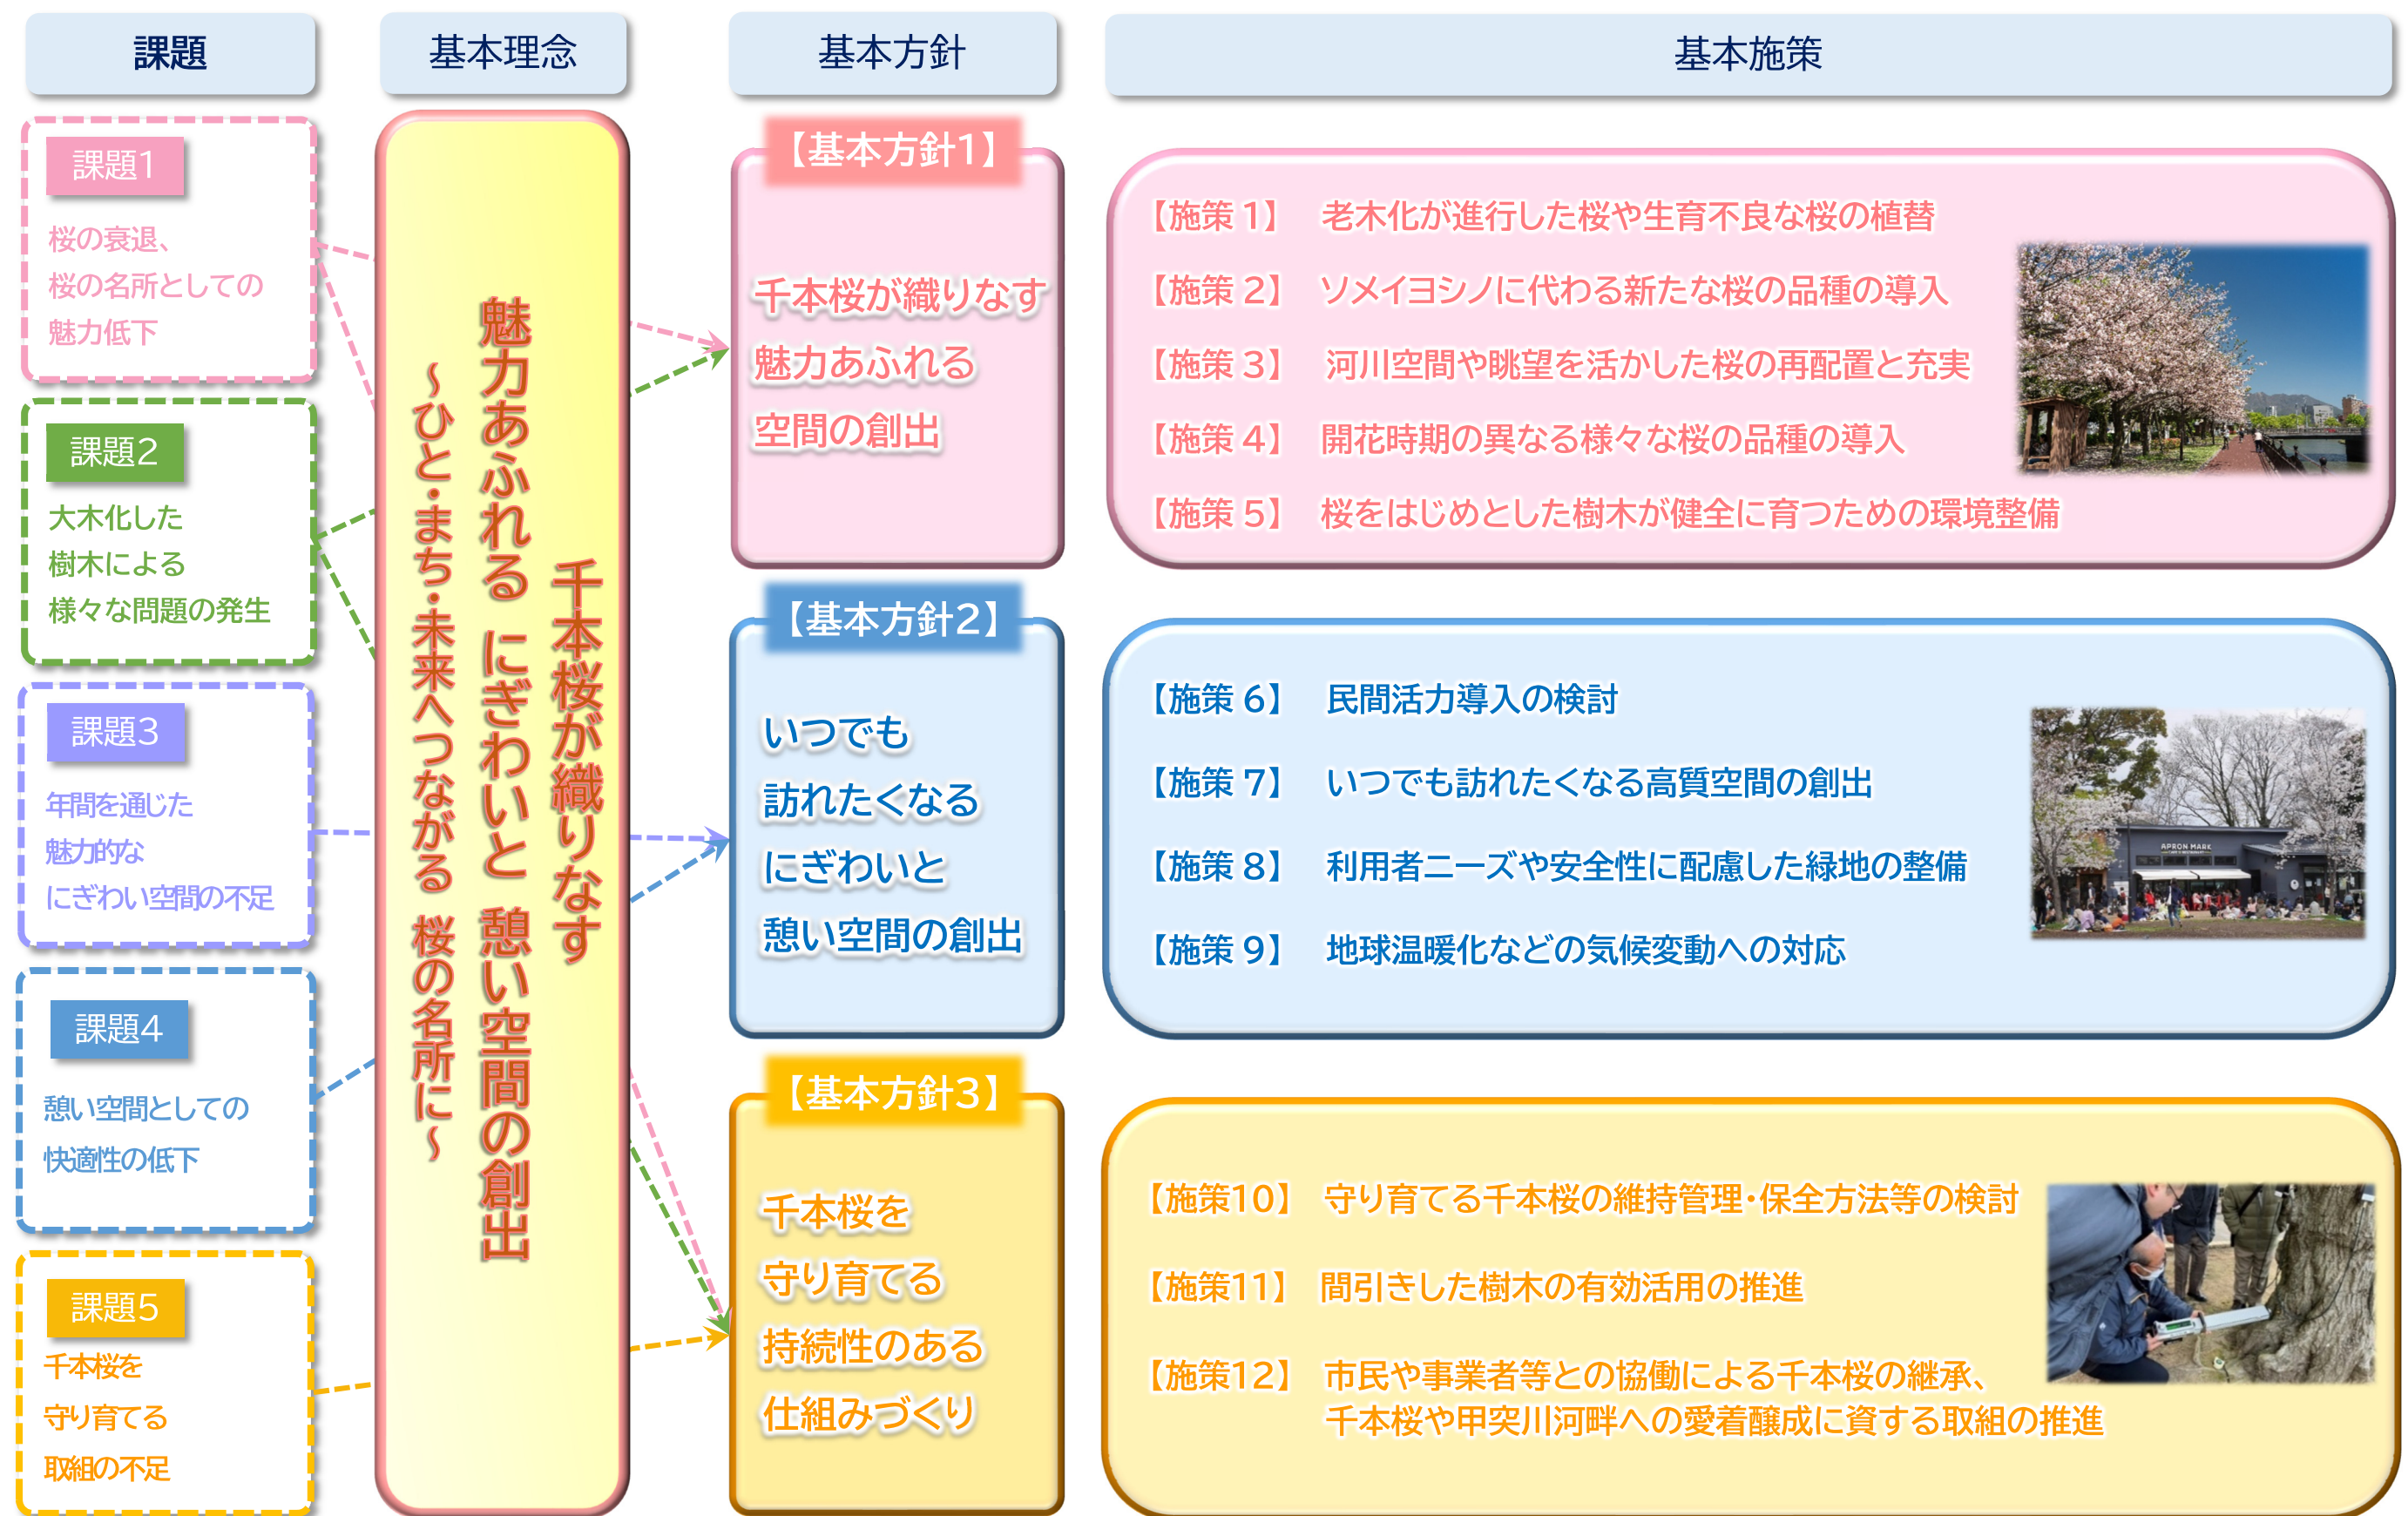 課題
基本理念
基本方針
基本施策
課題1
桜の衰退、
桜の名所としての
魅力低下
課題2
大木化した
樹木による
様々な問題の発生
課題3
年間を通じた
魅力的な
にぎわい空間の不足
課題4
憩い空間としての
快適性の低下
課題5
千本桜を
守り育てる
取組の不足
千本桜が織りなす
魅力あふれる にぎわいと 憩い空間の創出
~ひと・まち・未来へつながる 桜の名所に~
【基本方針1】
千本桜が織りなす
魅力あふれる
空間の創出
【施策1】 老木化が進行した桜や生育不良な桜の植替
【施策2】 ソメイヨシノに代わる新たな桜の品種の導入
【施策3】 河川空間や眺望を活かした桜の再配置と充実
【施策4】 開花時期の異なる様々な桜の品種の導入
【施策5】 桜をはじめとした樹木が健全に育つための環境整備
【基本方針2】
いつでも
訪れたくなる
にぎわいと
憩い空間の創出
【施策6】 民間活力導入の検討
【施策7】 いつでも訪れたくなる高質空間の創出
【施策8】 利用者ニーズや安全性に配慮した緑地の整備
【施策9】 地球温暖化などの気候変動への対応
APRON MARK
【基本方針3】
千本桜を
守り育てる
持続性のある
仕組みづくり
【施策10】 守り育てる千本桜の維持管理・保全方法等の検討
【施策11】 間引きした樹木の有効活用の推進
【施策12】 市民や事業者等との協働による千本桜の継承、
千本桜や甲突川河畔への愛着醸成に資する取組の推進